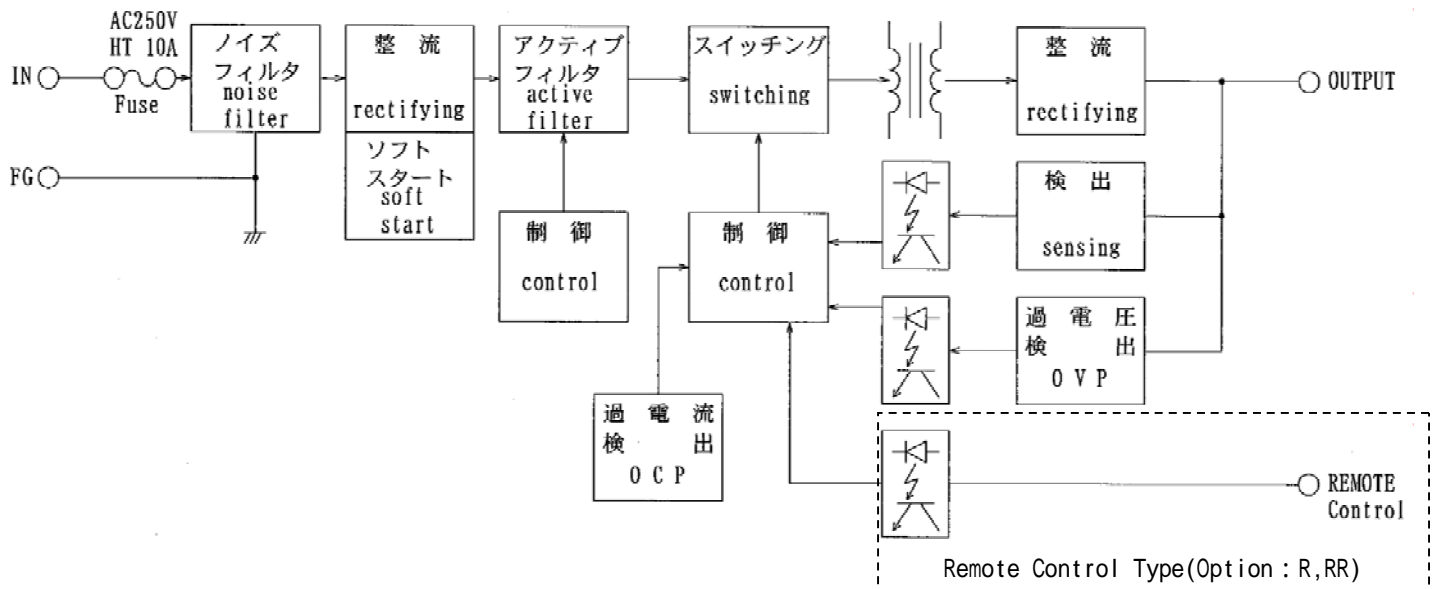 AC250V
HT 10A
IN
Fuse
ノイズ
フィルタ
noise
filter
整 流
rectifying
ソフト
スタート
soft
start
アクティブ
フィルタ
active
filter
スイッチング
switching
整 流
rectifying
OUTPUT
FG
制 御
control
制 御
control
検 出
sensing
過 電 圧
検 出
O V P
過 電 流
検 出
O C P
REMOTE
Control
Remote Control Type(Option : R,RR)